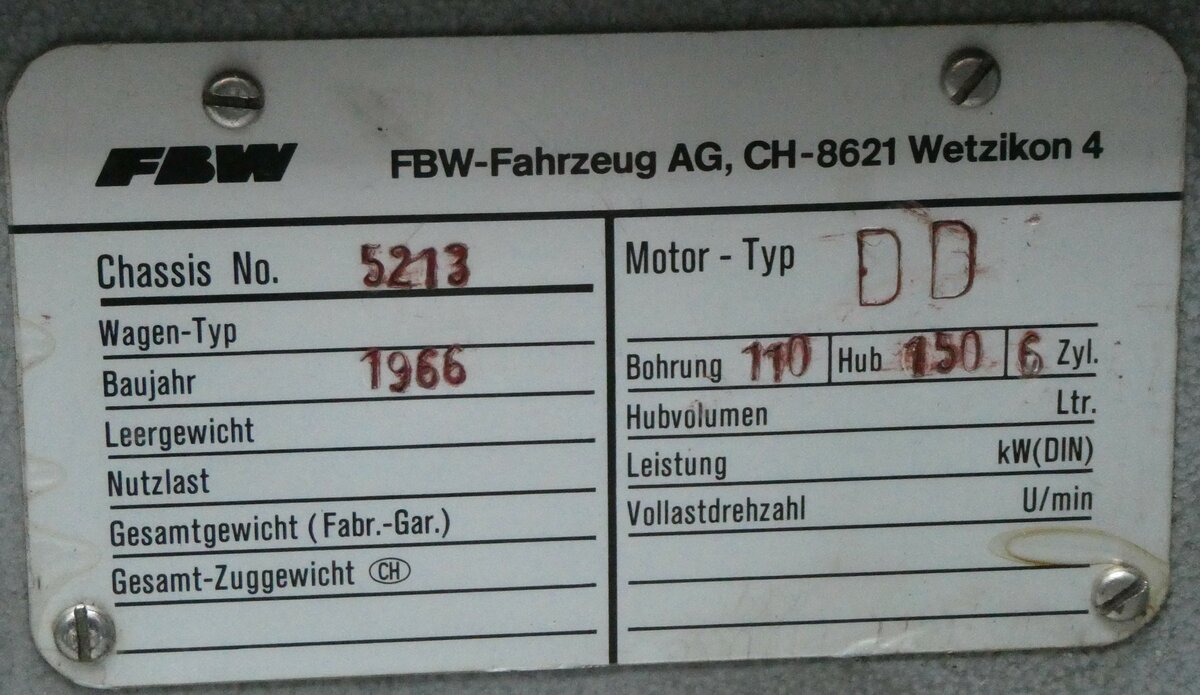 FBW FBW-Fahrzeug AG, CH-8621 Wetzikon 4
Chassis No. 5213
Wagen-Typ
Baujahr 1966
Leergewicht
Nutzlast
Gesamtgewicht (Fabr.-Gar.)
Gesamt-Zuggewicht CH
Motor - Typ DD
Bohrung 110 Hub 150 6 Zyl.
Hubvolumen Ltr.
Leistung kW(DIN)
Vollastdrehzahl U/min